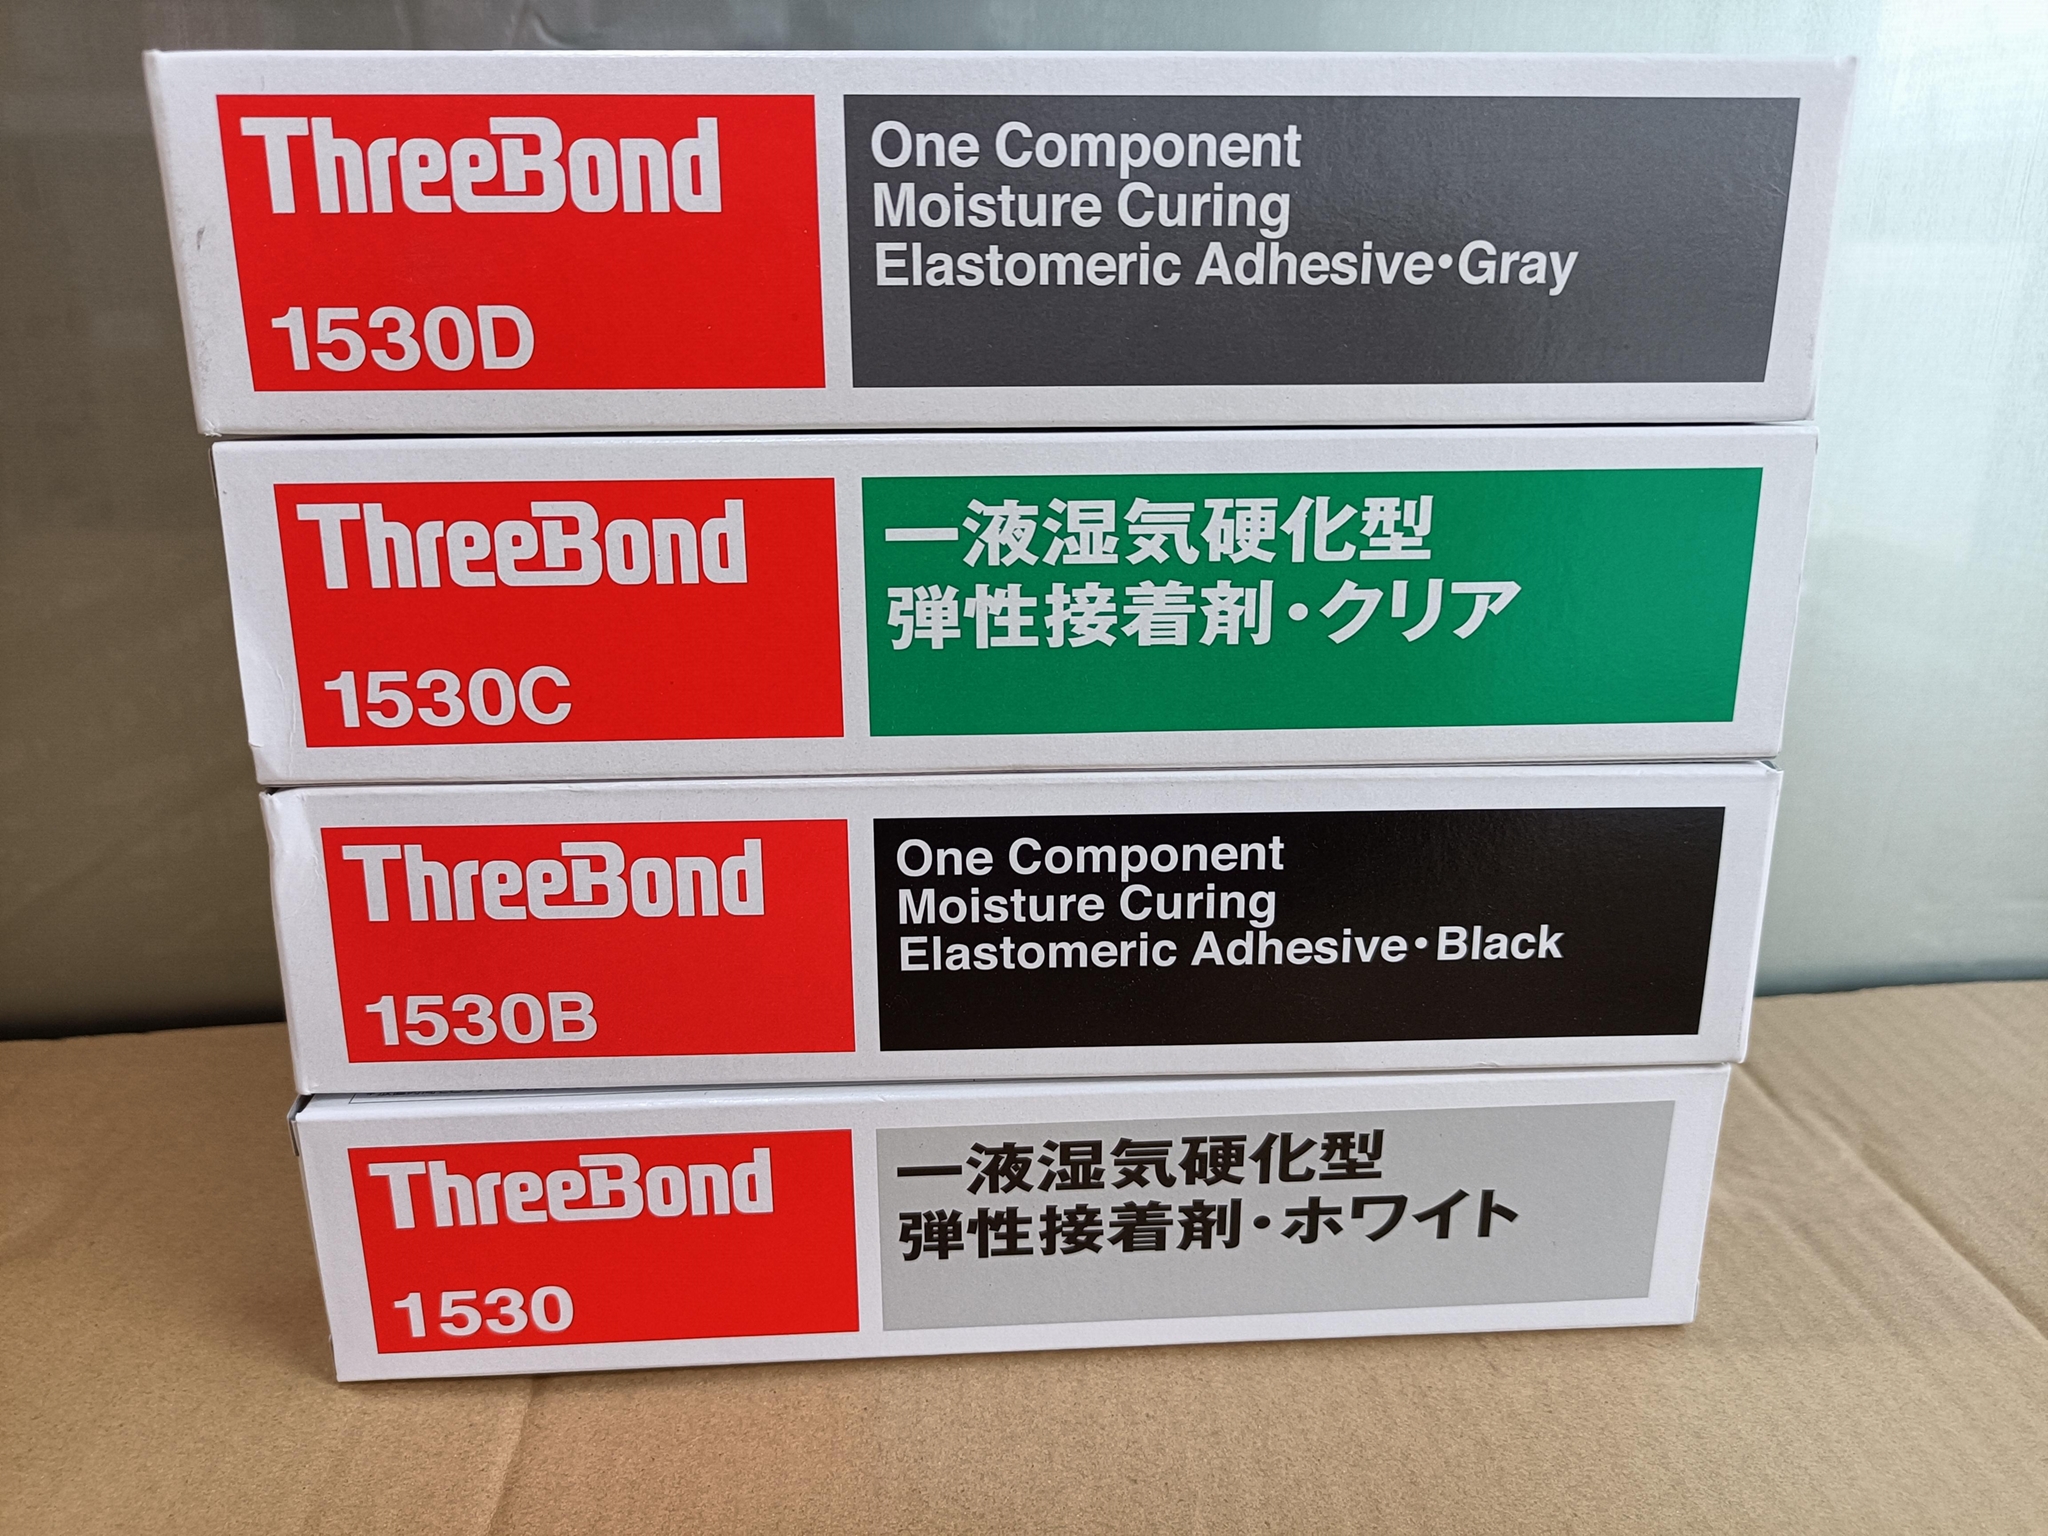 ThreeBond
1530D
One Component
Moisture Curing
Elastomeric Adhesive・Gray
ThreeBond
1530C
一液湿気硬化型
弾性接着剤・クリア
ThreeBond
1530B
One Component
Moisture Curing
Elastomeric Adhesive・Black
ThreeBond
1530
一液湿気硬化型
弾性接着剤・ホワイト